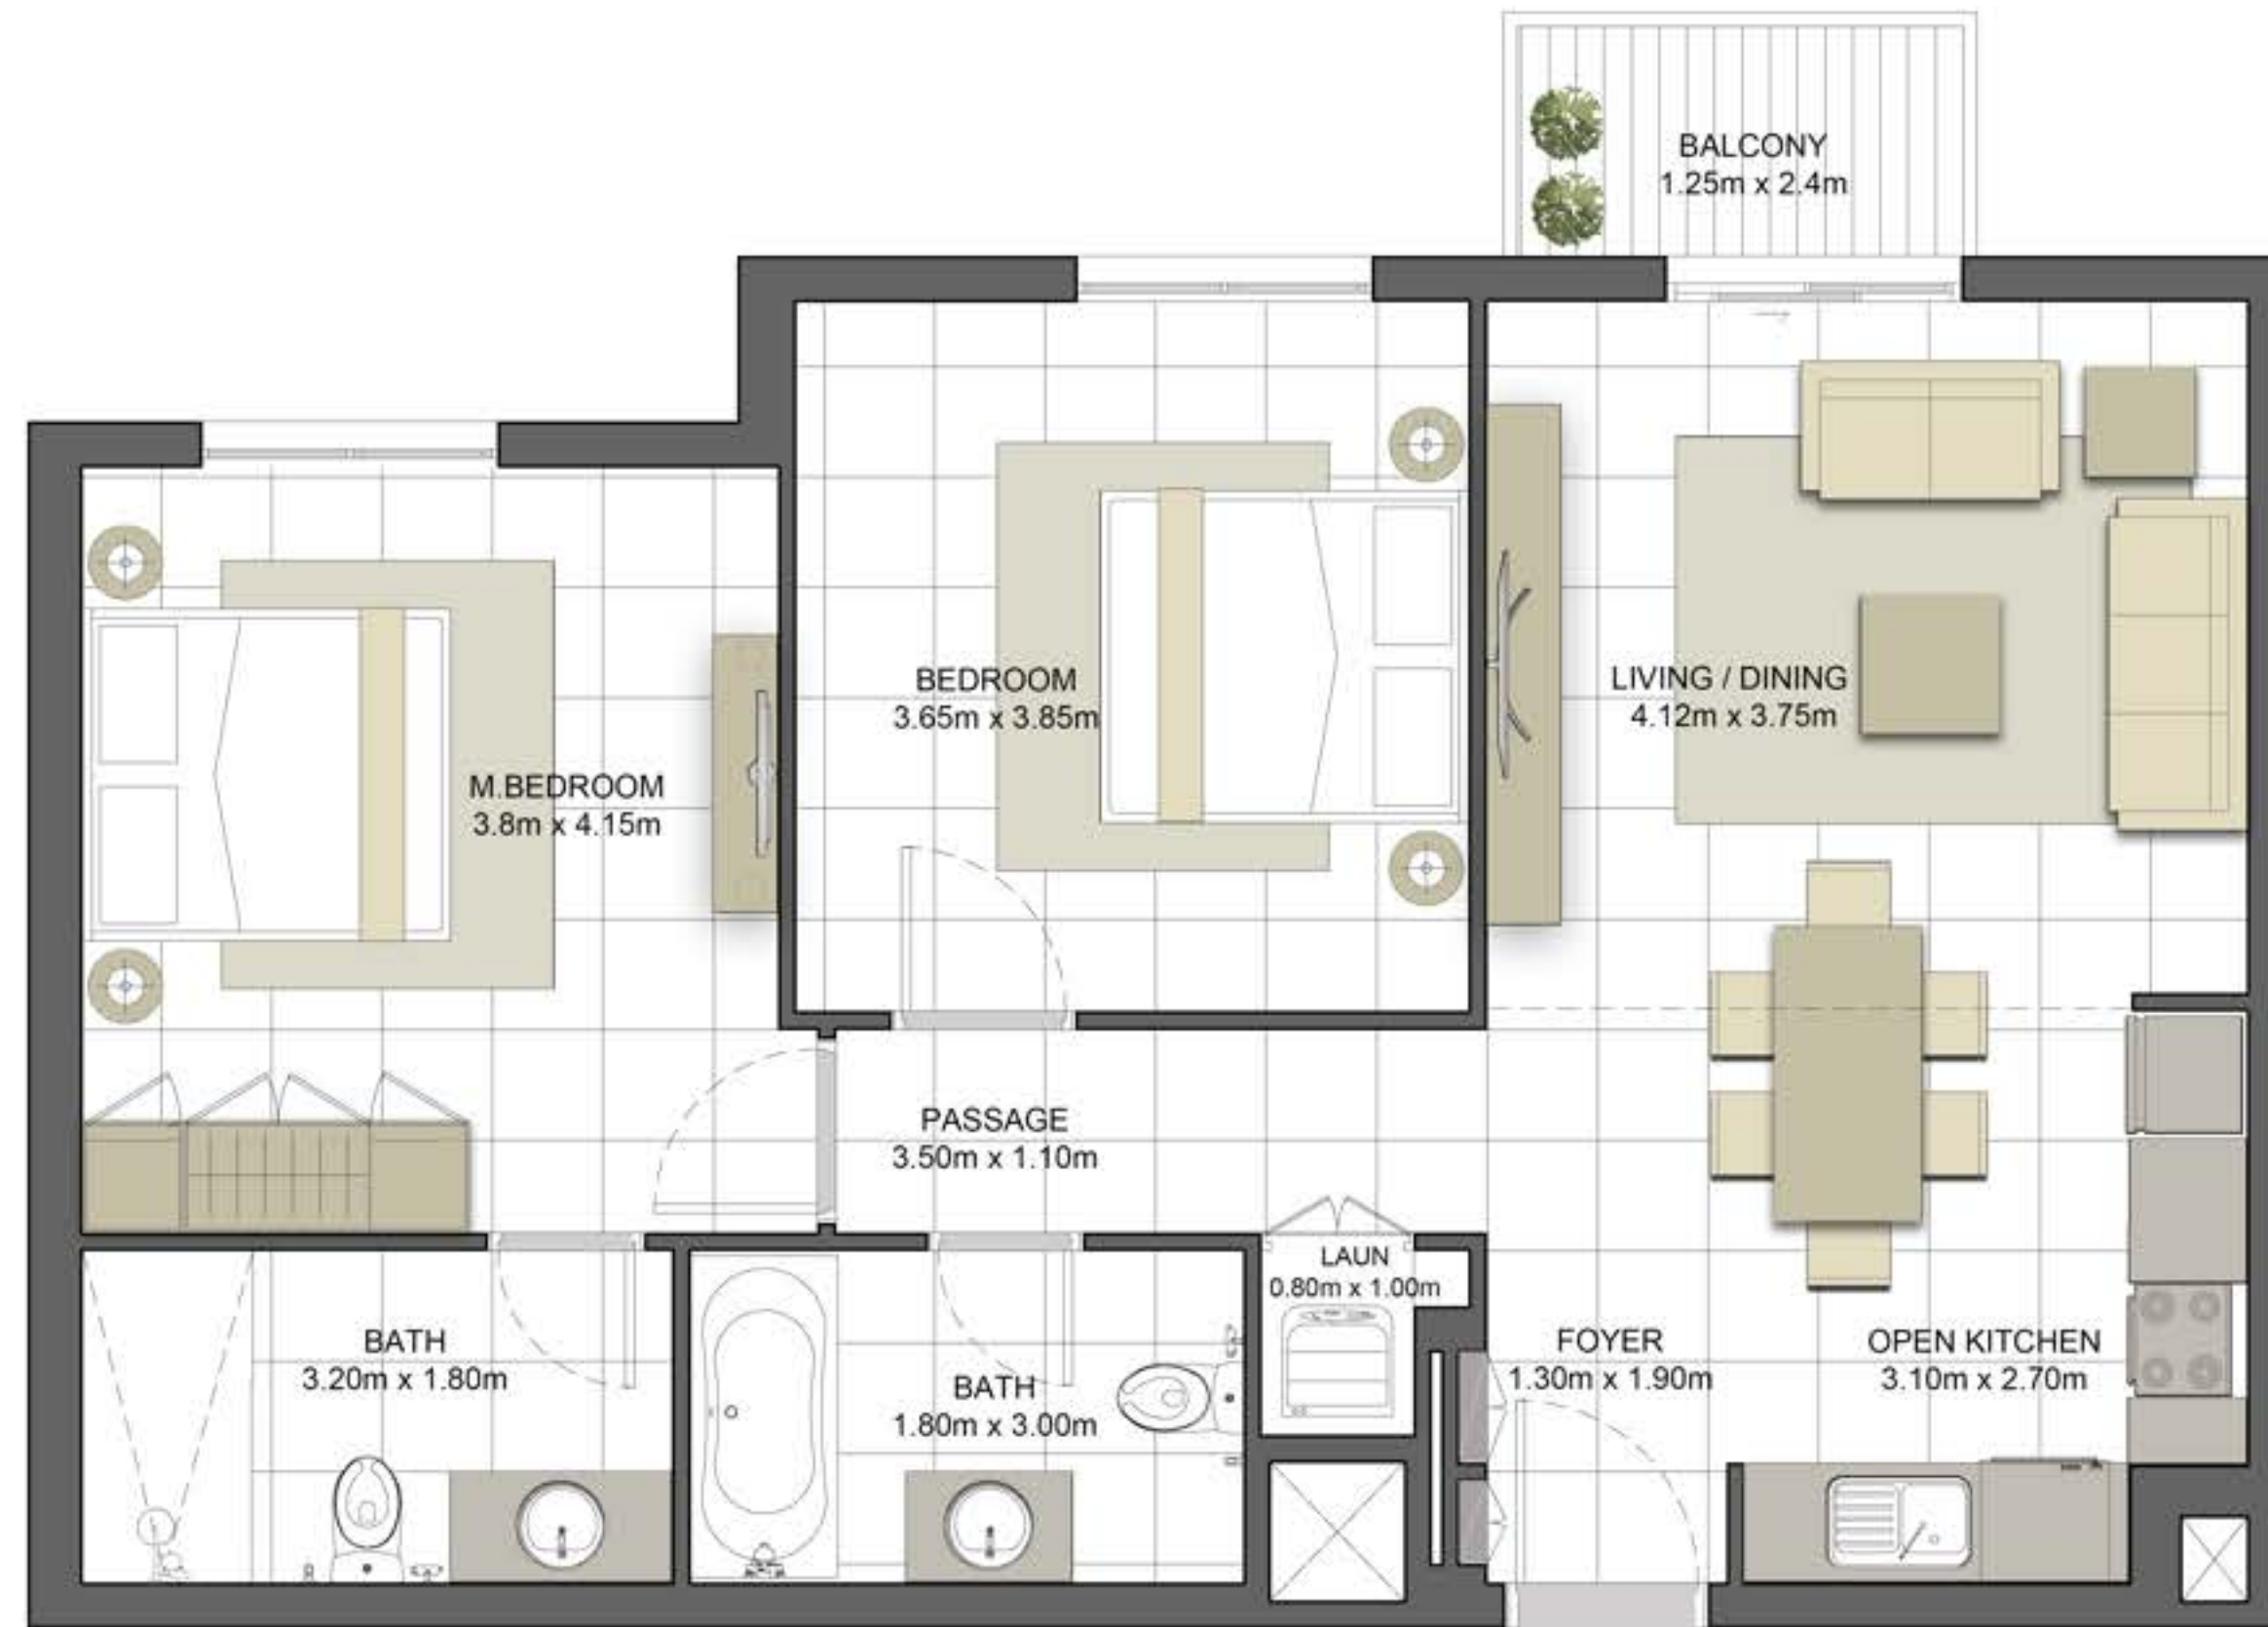 BALCONY
1.25m x 2.4m
BEDROOM
3.65m x 3.85m
LIVING / DINING
4.12m x 3.75m
M.BEDROOM
3.8m x 4.15m
PASSAGE
3.50m x 1.10m
LAUN
0.80m x 1.00m
BATH
3.20m x 1.80m
BATH
1.80m x 3.00m
FOYER
1.30m x 1.90m
OPEN KITCHEN
3.10m x 2.70m